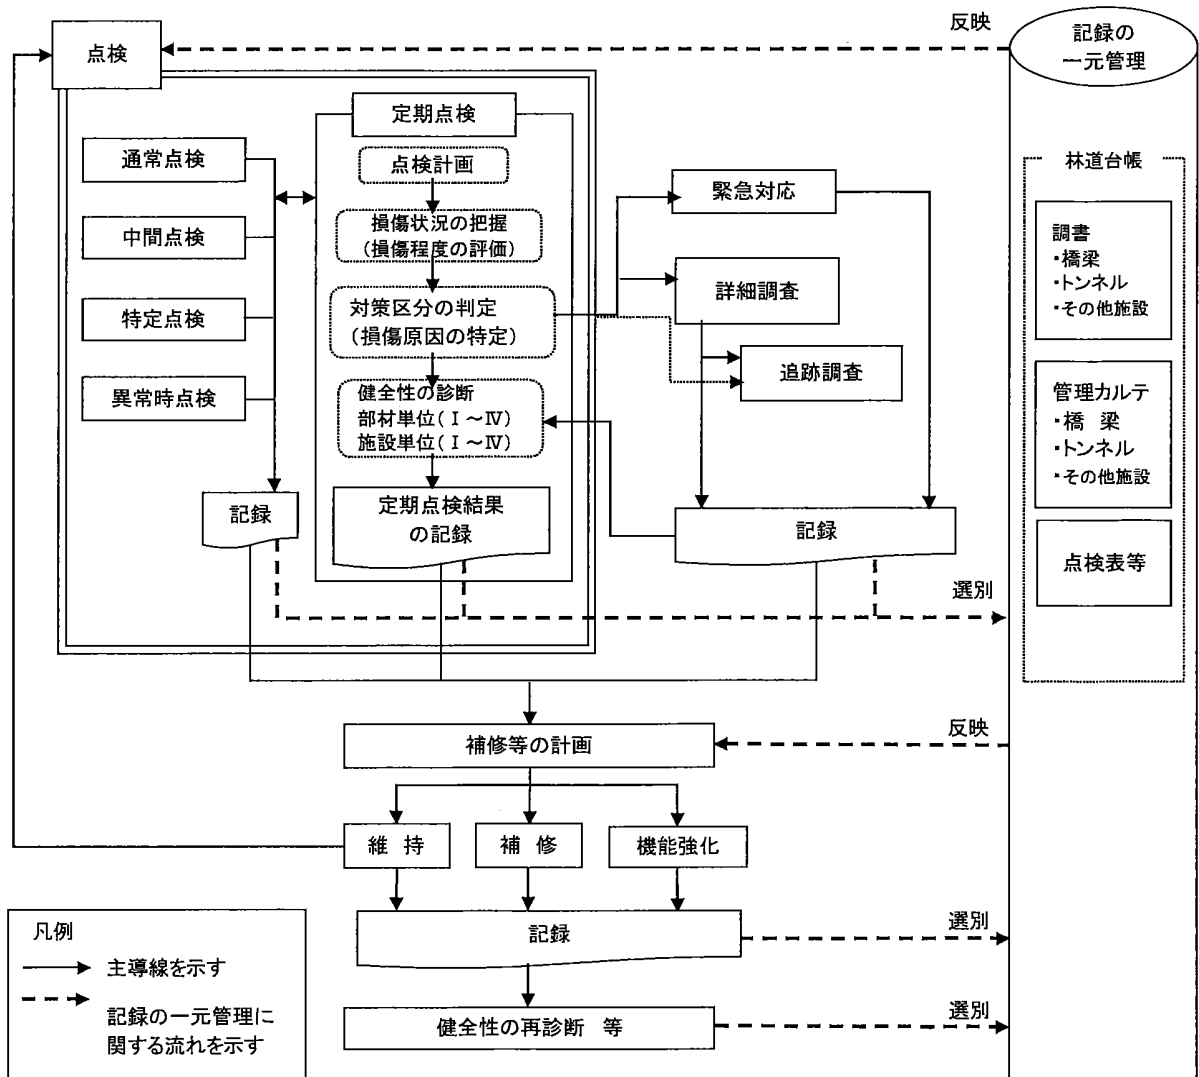 点検
反映
記録の
一元管理
定期点検
通常点検
中間点検
特定点検
異常時点検
記録
点検計画
損傷状況の把握
(損傷程度の評価)
対策区分の判定
(損傷原因の特定)
健全性の診断
部材単位(Ⅰ～Ⅳ)
施設単位(Ⅰ～Ⅳ)
定期点検結果
の記録
緊急対応
詳細調査
追跡調査
記録
選別
林道台帳
調書
・橋梁
・トンネル
・その他施設
管理カルテ
・橋 梁
・トンネル
・その他施設
点検表等
補修等の計画
反映
維 持
補 修
機能強化
記録
選別
健全性の再診断 等
選別
凡例
主導線を示す
記録の一元管理に
関する流れを示す